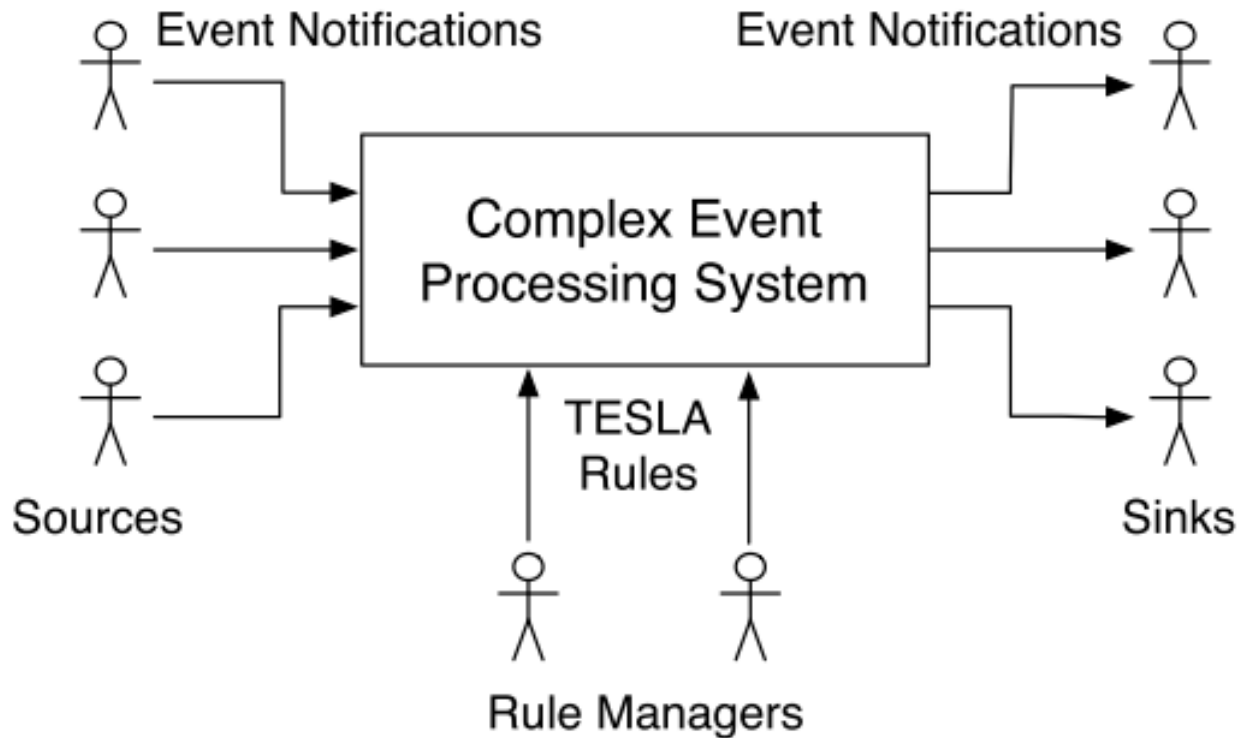 Event Notifications
Event Notifications
Complex Event
Processing System
TESLA
Rules
Sources
Sinks
Rule Managers